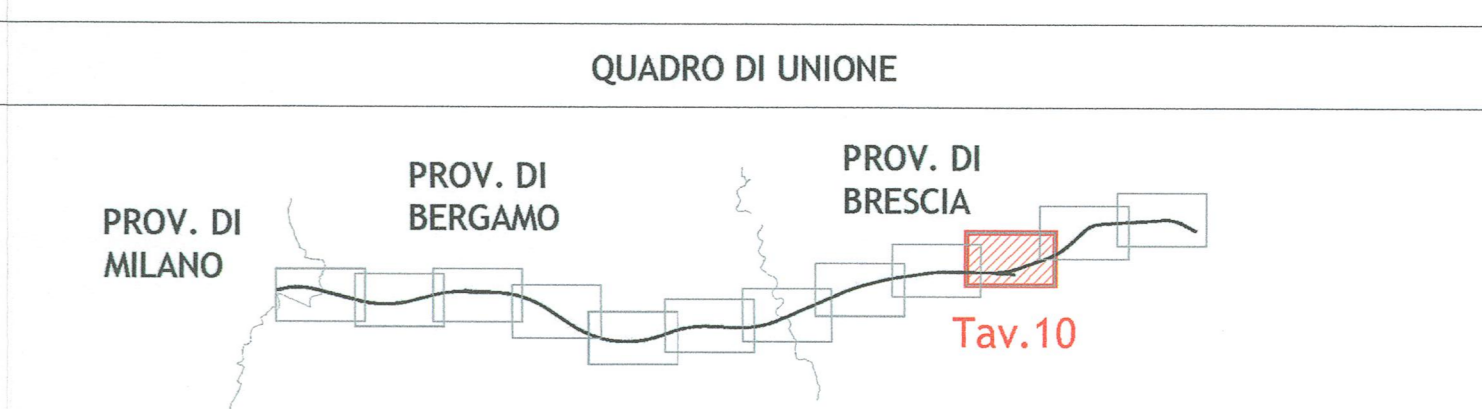 QUADRO DI UNIONE
PROV. DI
MILANO
PROV. DI
BERGAMO
PROV. DI
BRESCIA
Tav.10